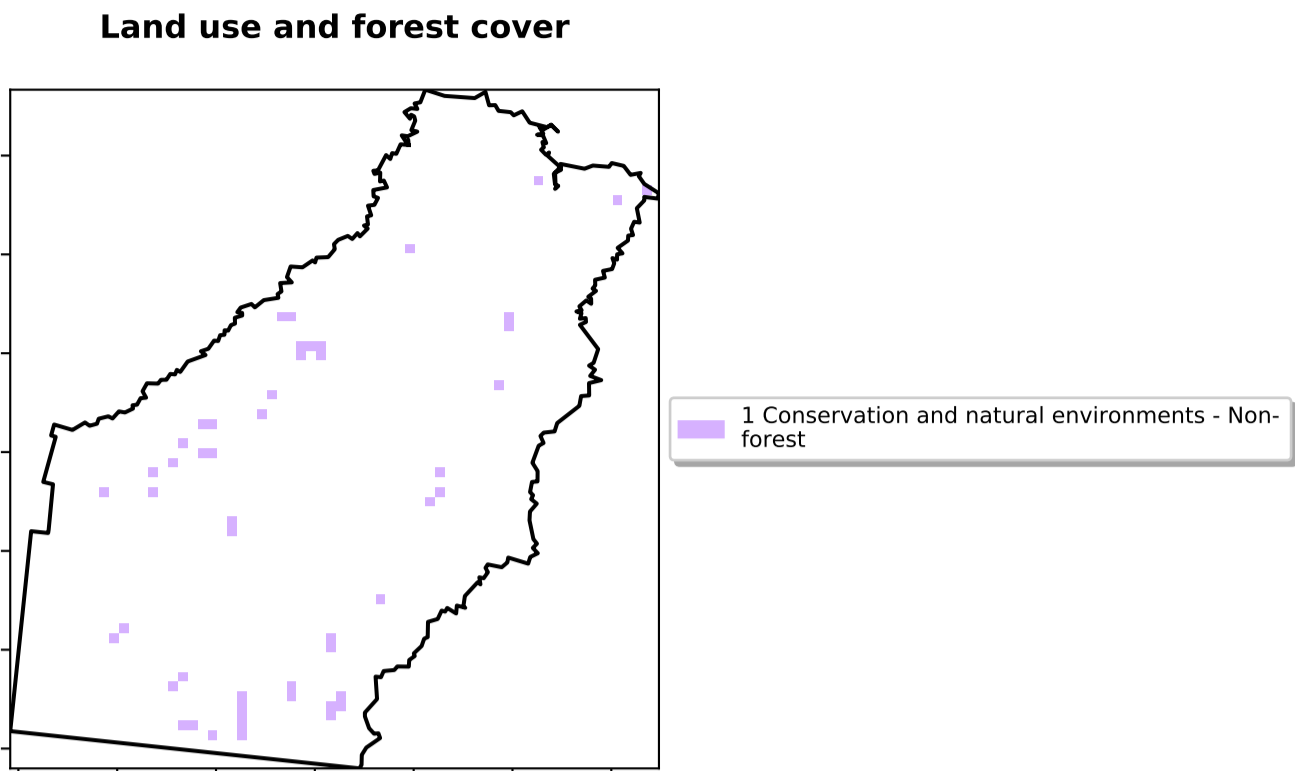 Land use and forest cover
1 Conservation and natural environments - Non-
forest